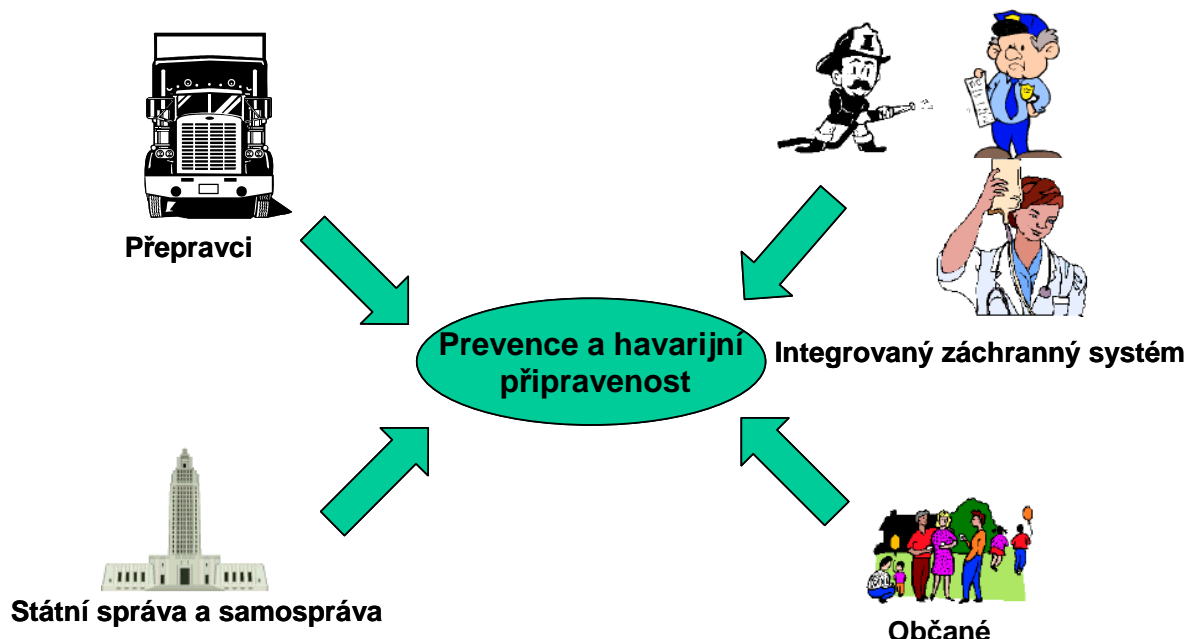 Přepravci
Prevence a havarijní
připravenost
Integrovaný záchranný systém
Státní správa a samospráva
Občané